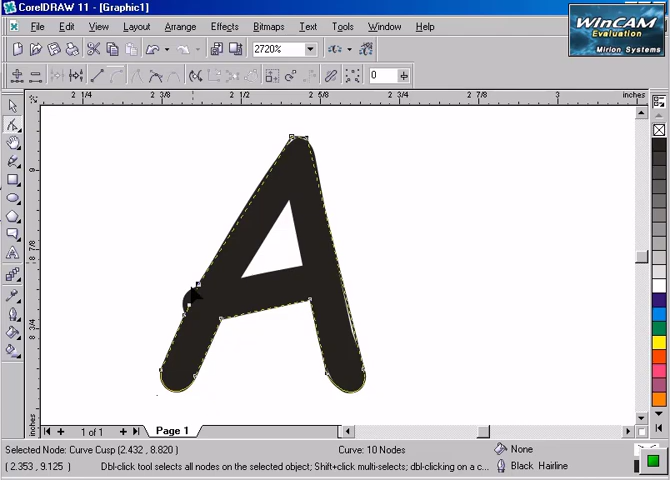 CorelDRAW 11 - [Graphic1]
WinCAM
Evaluation
Mirion Systems
File Edit View Layout Arrange Effects Bitmaps Text Tools Window Help
2720%
0
2 1/4 2 3/8 2 1/2 2 5/8 2 3/4 2 7/8 3 inches
9
8 7/8
8 3/4
inches
A
1 of 1 Page 1
Selected Node: Curve Cusp (2.432, 8.820) Curve: 10 Nodes None
( 2.353 , 9.125 ) Dbl-click tool selects all nodes on the selected object; Shift+click multi-selects; dbl-clicking on a c... Black Hairline